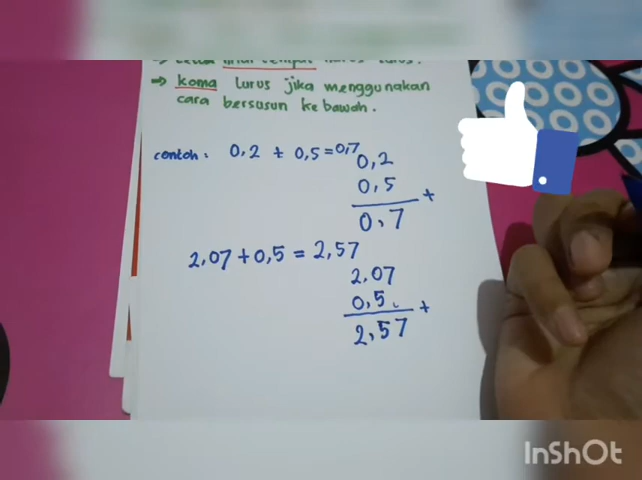 → koma lurus jika menggunakan
cara bersusun ke bawah.
contoh : 0,2 + 0,5 = 0,7
0,2
0,5
+
0,7
2,07 + 0,5 = 2,57
2,07
0,5
+
2,57
InShOt